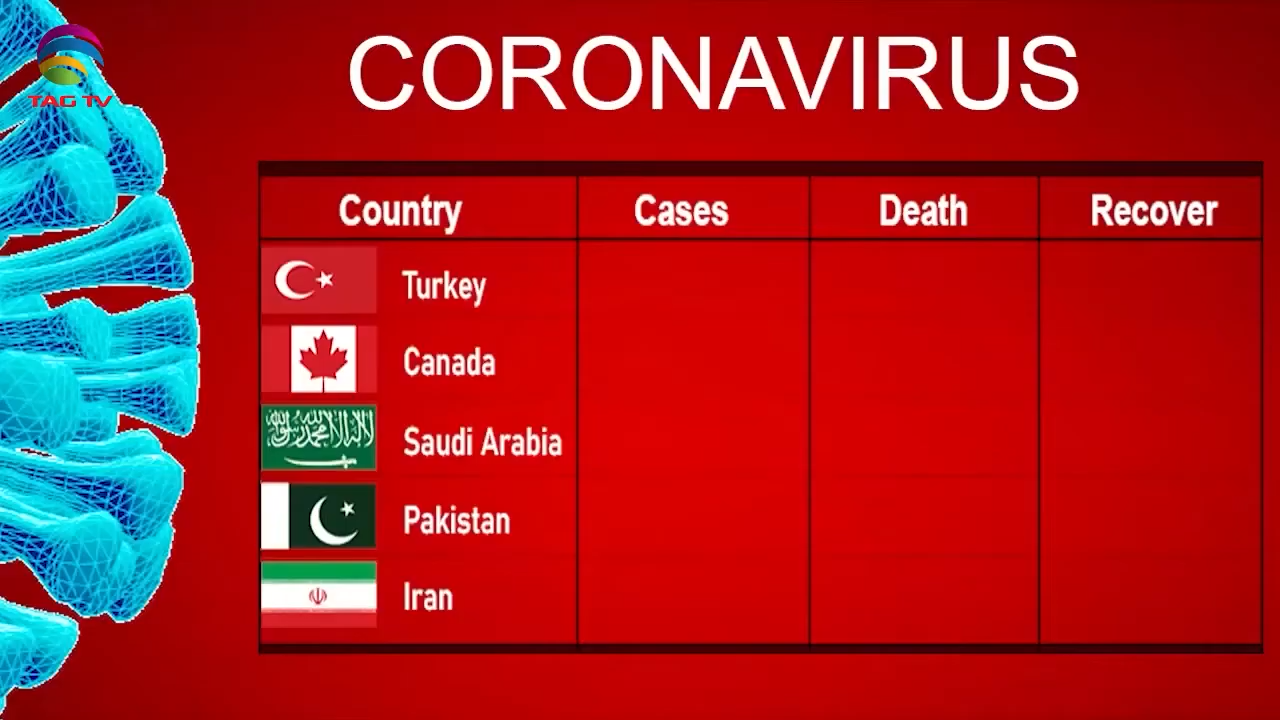 TAG TV
CORONAVIRUS
Country Cases Death Recover
Turkey
Canada
Saudi Arabia
Pakistan
Iran